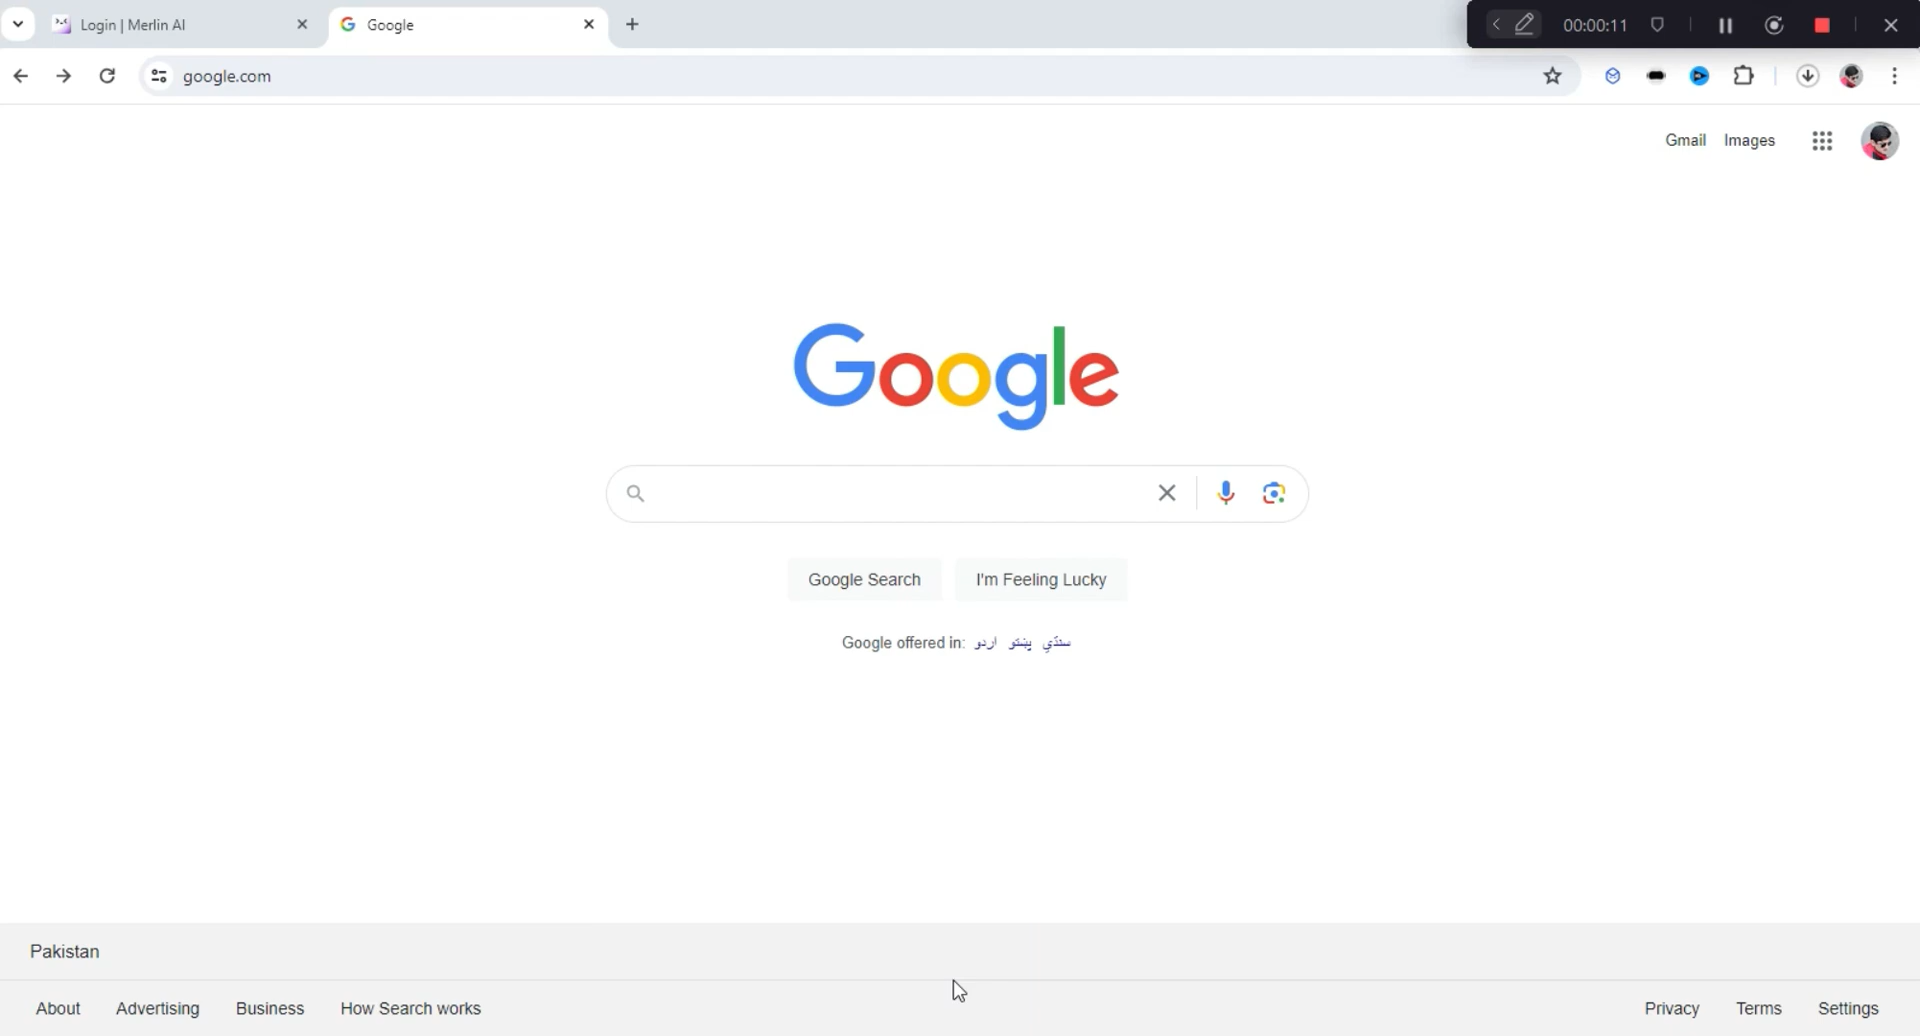 Login | Merlin AI
Google
00:00:11
google.com
Gmail Images
Google
Google Search
I'm Feeling Lucky
Google offered in: اردو پښتو سنڌي
Pakistan
About Advertising Business How Search works
Privacy Terms Settings